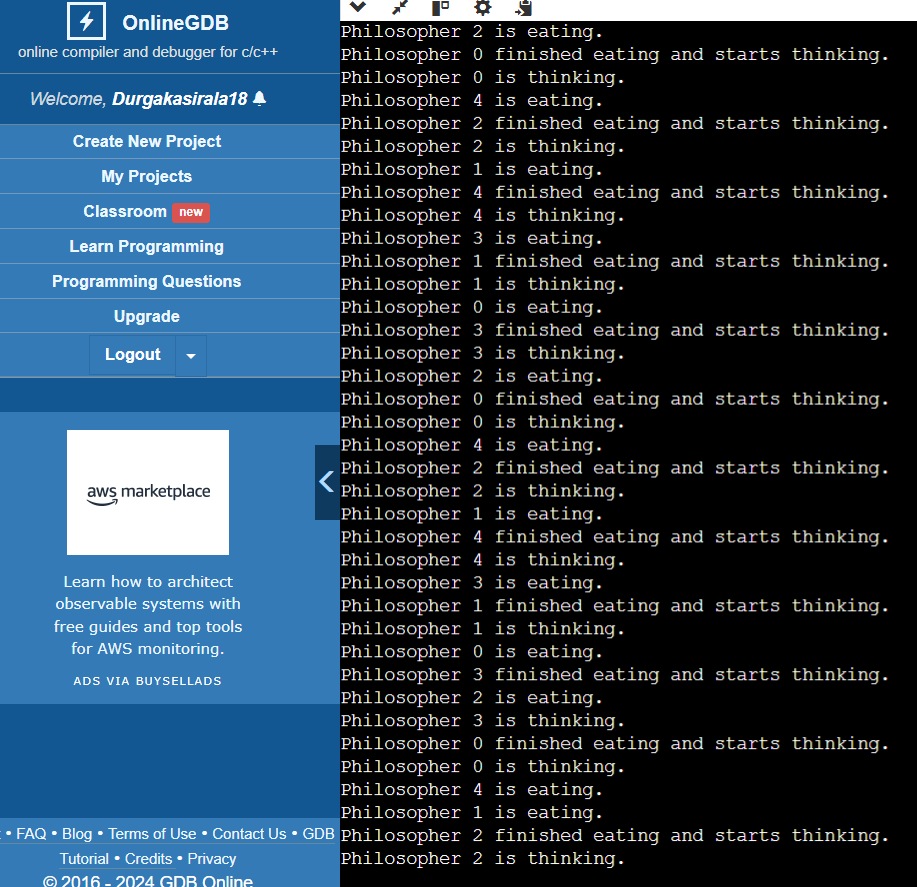 OnlineGDB
online compiler and debugger for c/c++
Welcome, Durgakasirala18
Create New Project
My Projects
Classroom new
Learn Programming
Programming Questions
Upgrade
Logout
aws marketplace
Learn how to architect
observable systems with
free guides and top tools
for AWS monitoring.
ADS VIA BUYSELLADS
• FAQ • Blog • Terms of Use • Contact Us • GDB
Tutorial • Credits • Privacy
© 2016 - 2024 GDB Online
Philosopher 2 is eating.
Philosopher 0 finished eating and starts thinking.
Philosopher 0 is thinking.
Philosopher 4 is eating.
Philosopher 2 finished eating and starts thinking.
Philosopher 2 is thinking.
Philosopher 1 is eating.
Philosopher 4 finished eating and starts thinking.
Philosopher 4 is thinking.
Philosopher 3 is eating.
Philosopher 1 finished eating and starts thinking.
Philosopher 1 is thinking.
Philosopher 0 is eating.
Philosopher 3 finished eating and starts thinking.
Philosopher 3 is thinking.
Philosopher 2 is eating.
Philosopher 0 finished eating and starts thinking.
Philosopher 0 is thinking.
Philosopher 4 is eating.
Philosopher 2 finished eating and starts thinking.
Philosopher 2 is thinking.
Philosopher 1 is eating.
Philosopher 4 finished eating and starts thinking.
Philosopher 4 is thinking.
Philosopher 3 is eating.
Philosopher 1 finished eating and starts thinking.
Philosopher 1 is thinking.
Philosopher 0 is eating.
Philosopher 3 finished eating and starts thinking.
Philosopher 2 is eating.
Philosopher 3 is thinking.
Philosopher 0 finished eating and starts thinking.
Philosopher 0 is thinking.
Philosopher 4 is eating.
Philosopher 1 is eating.
Philosopher 2 finished eating and starts thinking.
Philosopher 2 is thinking.